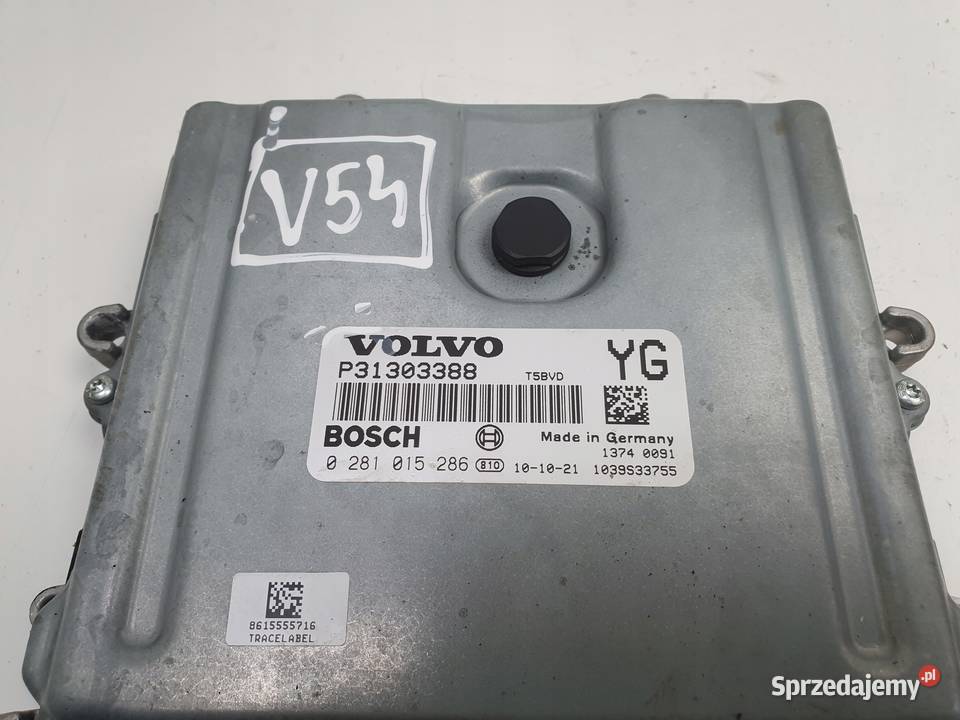 V54
VOLVO
YG
P31303388 T5BVD
BOSCH Made in Germany
1374 0091
0 281 015 286 810 10-10-21 1039S33755
8615555716
TRACELABEL
Sprzedajemy.pl